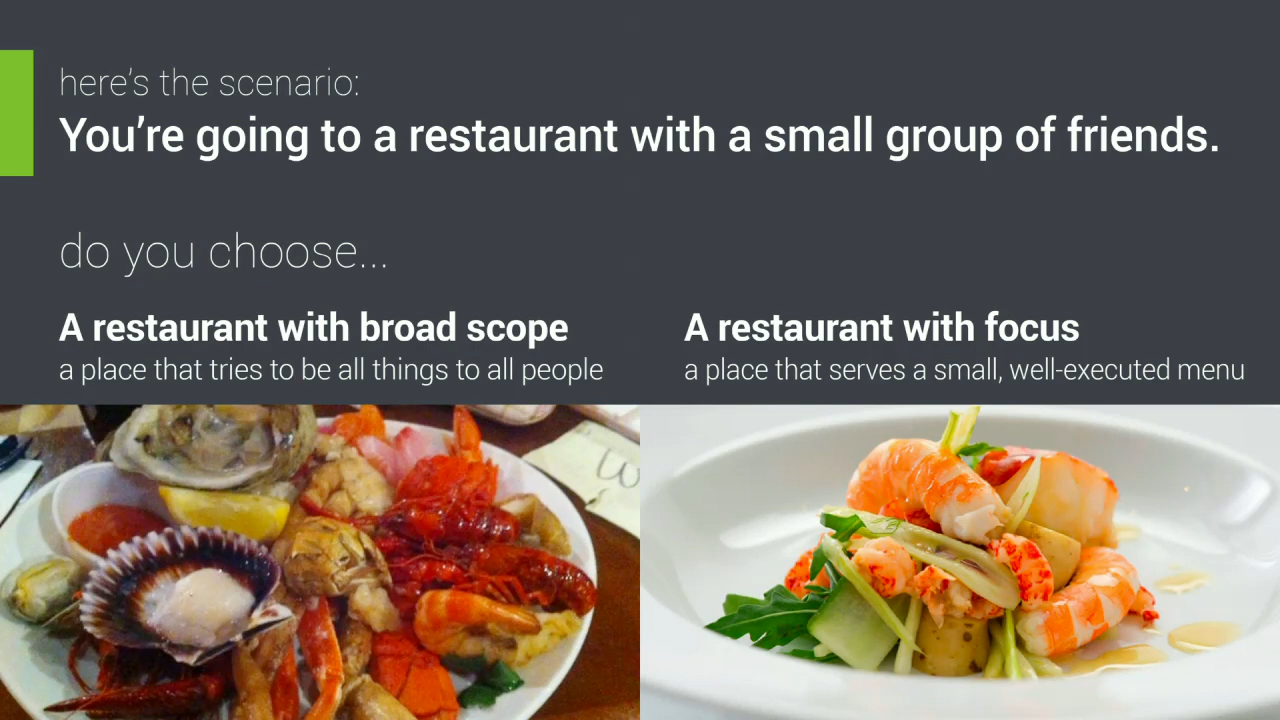 here's the scenario:
You're going to a restaurant with a small group of friends.
do you choose...
A restaurant with broad scope
a place that tries to be all things to all people
A restaurant with focus
a place that serves a small, well-executed menu